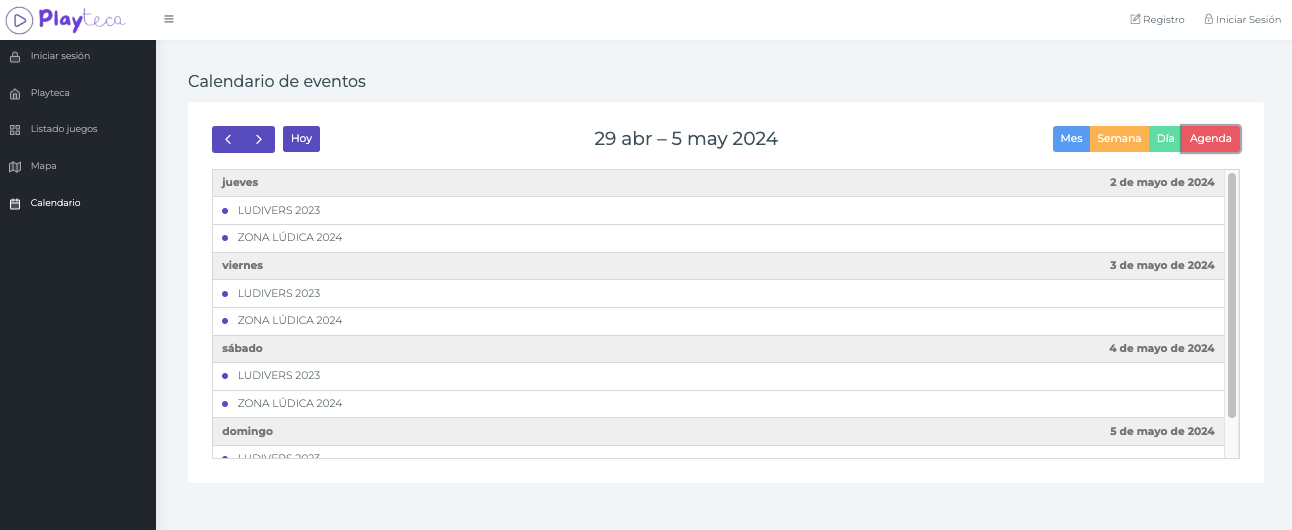 Playteca
Registro
Iniciar Sesión
Iniciar sesión
Playteca
Listado juegos
Mapa
Calendario
Calendario de eventos
Hoy
29 abr – 5 may 2024
Mes
Semana
Día
Agenda
jueves 2 de mayo de 2024
LUDIVERS 2023
ZONA LÚDICA 2024
viernes 3 de mayo de 2024
LUDIVERS 2023
ZONA LÚDICA 2024
sábado 4 de mayo de 2024
LUDIVERS 2023
ZONA LÚDICA 2024
domingo 5 de mayo de 2024
LUDIVERS 2023